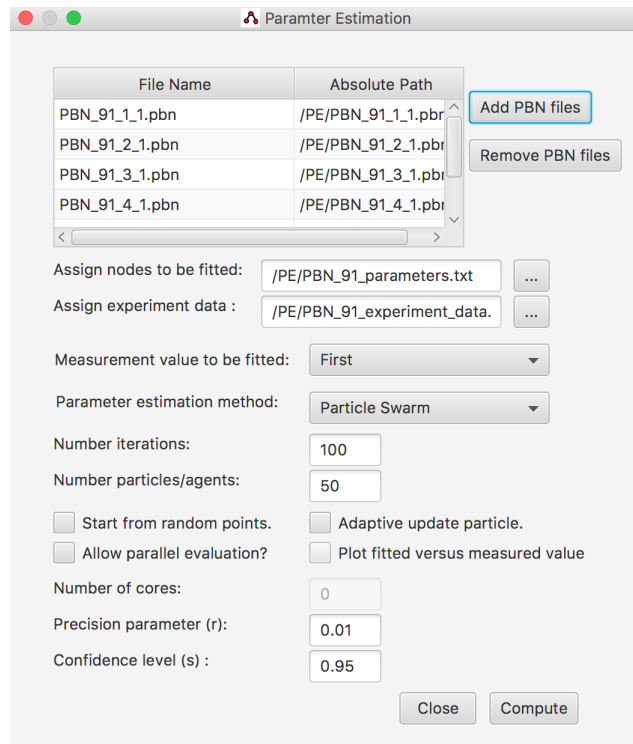 Paramter Estimation
File Name Absolute Path
PBN_91_1_1.pbn /PE/PBN_91_1_1.pbr
PBN_91_2_1.pbn /PE/PBN_91_2_1.pbr
PBN_91_3_1.pbn /PE/PBN_91_3_1.pbr
PBN_91_4_1.pbn /PE/PBN_91_4_1.pbr
Add PBN files
Remove PBN files
Assign nodes to be fitted: /PE/PBN_91_parameters.txt ...
Assign experiment data : /PE/PBN_91_experiment_data. ...
Measurement value to be fitted: First
Parameter estimation method: Particle Swarm
Number iterations: 100
Number particles/agents: 50
Start from random points. Adaptive update particle.
Allow parallel evaluation? Plot fitted versus measured value
Number of cores: 0
Precision parameter (r): 0.01
Confidence level (s) : 0.95
Close Compute